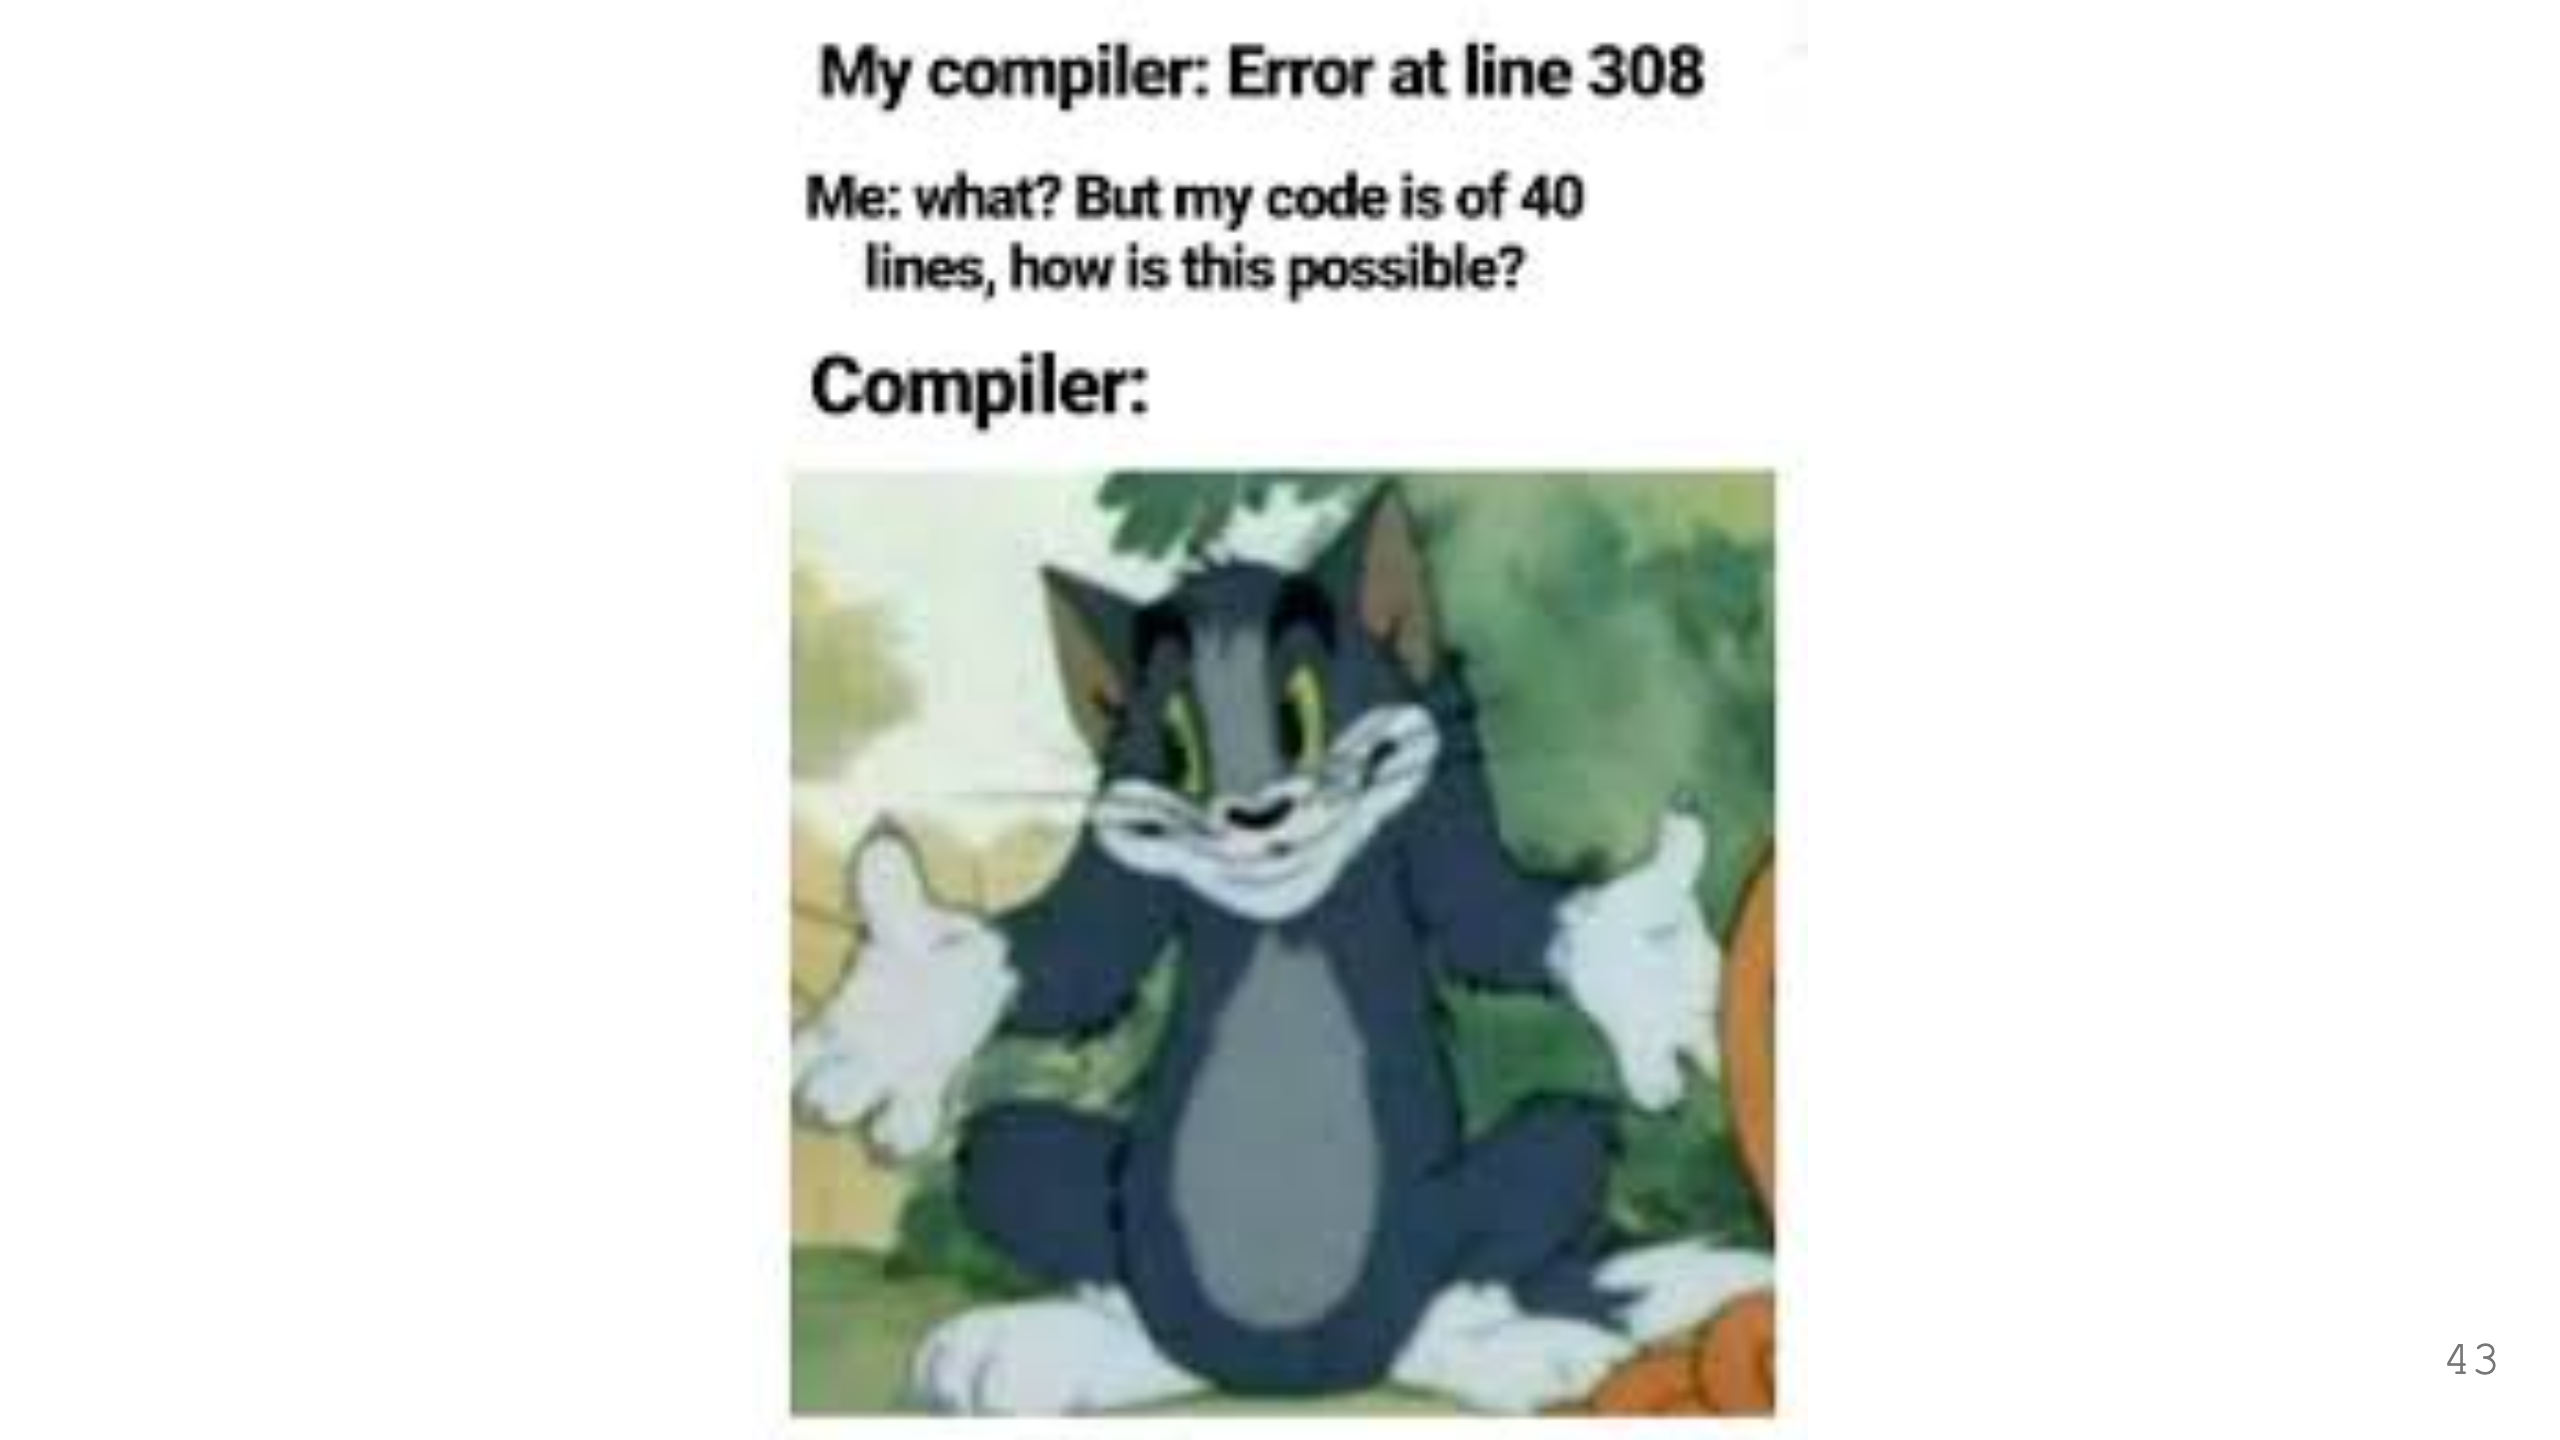 My compiler: Error at line 308
Me: what? But my code is of 40
lines, how is this possible?
Compiler:
43